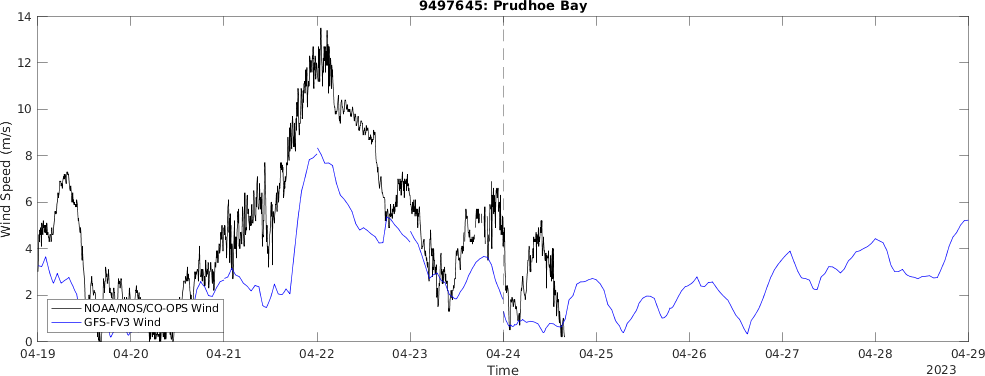 9497645: Prudhoe Bay
Wind Speed (m/s)
14
12
10
8
6
4
2
0
NOAA/NOS/CO-OPS Wind
GFS-FV3 Wind
04-19 04-20 04-21 04-22 04-23 04-24 04-25 04-26 04-27 04-28 04-29
Time
2023